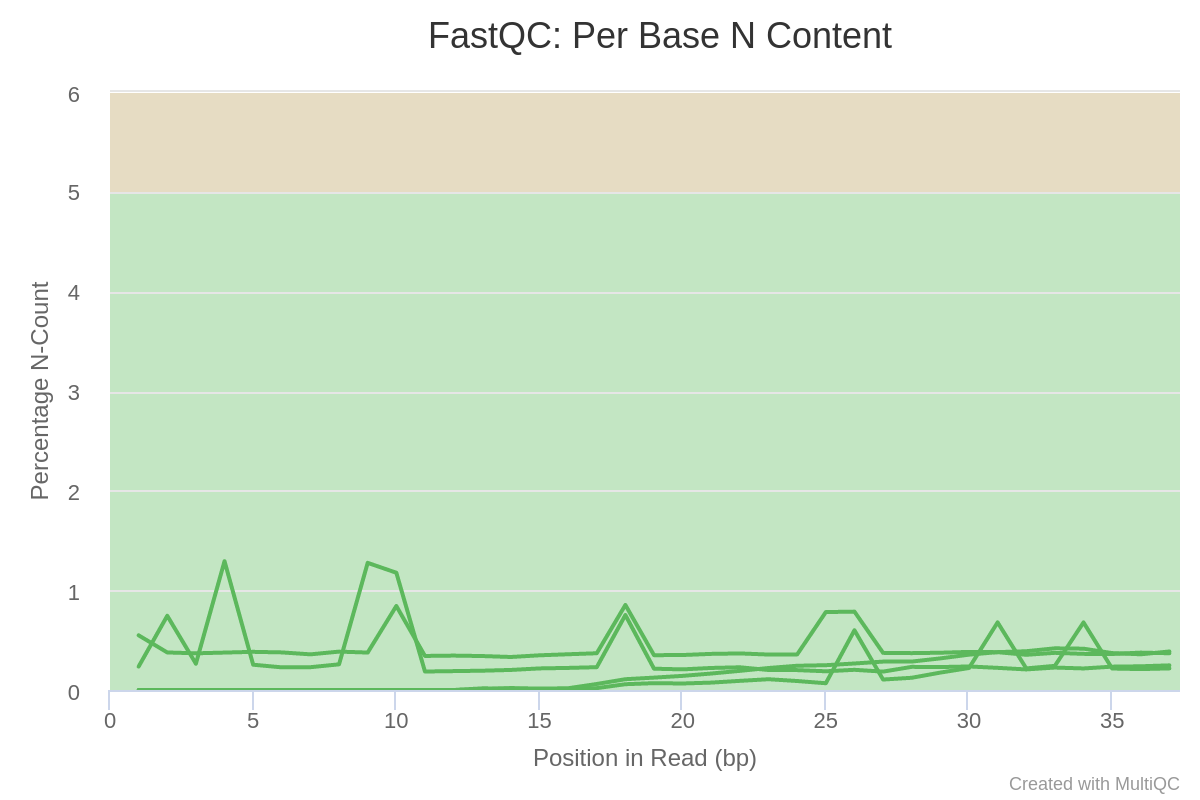 FastQC: Per Base N Content
6
5
4
3
2
1
0
Percentage N-Count
0 5 10 15 20 25 30 35
Position in Read (bp)
Created with MultiQC